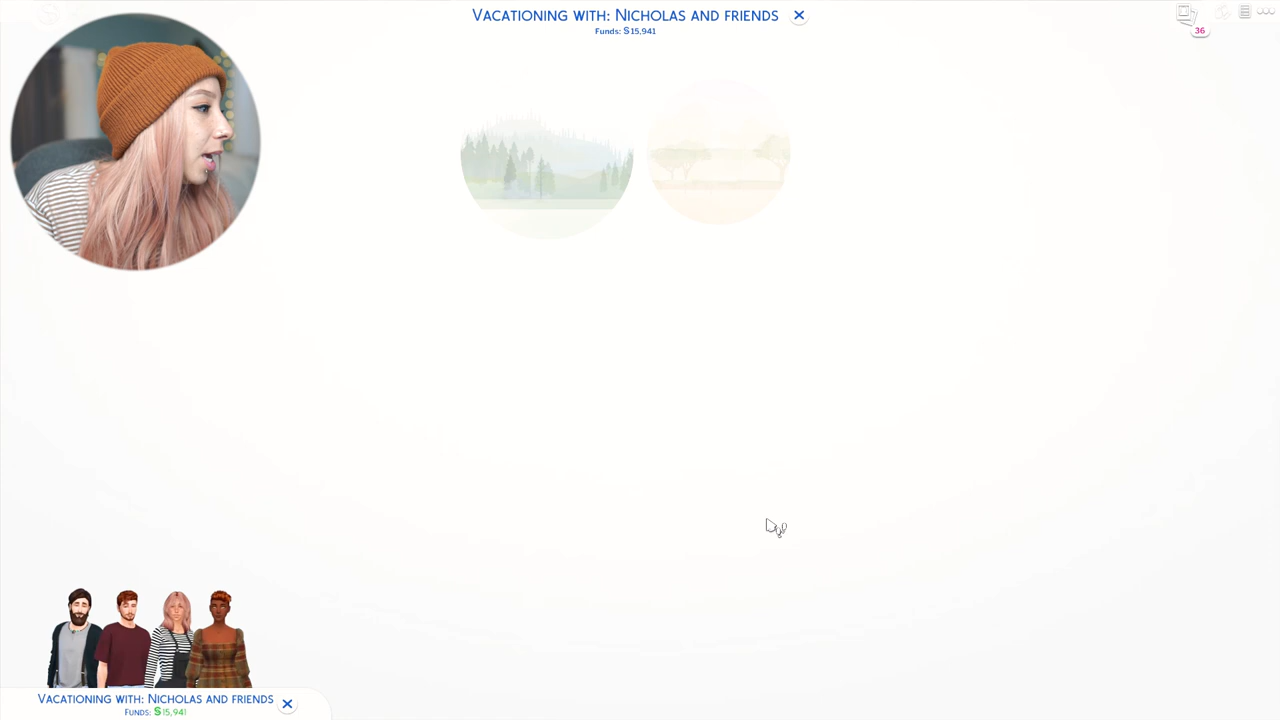 Vacationing with: Nicholas and friends
Funds: §15,941
36
Vacationing with: Nicholas and friends
Funds: §15,941